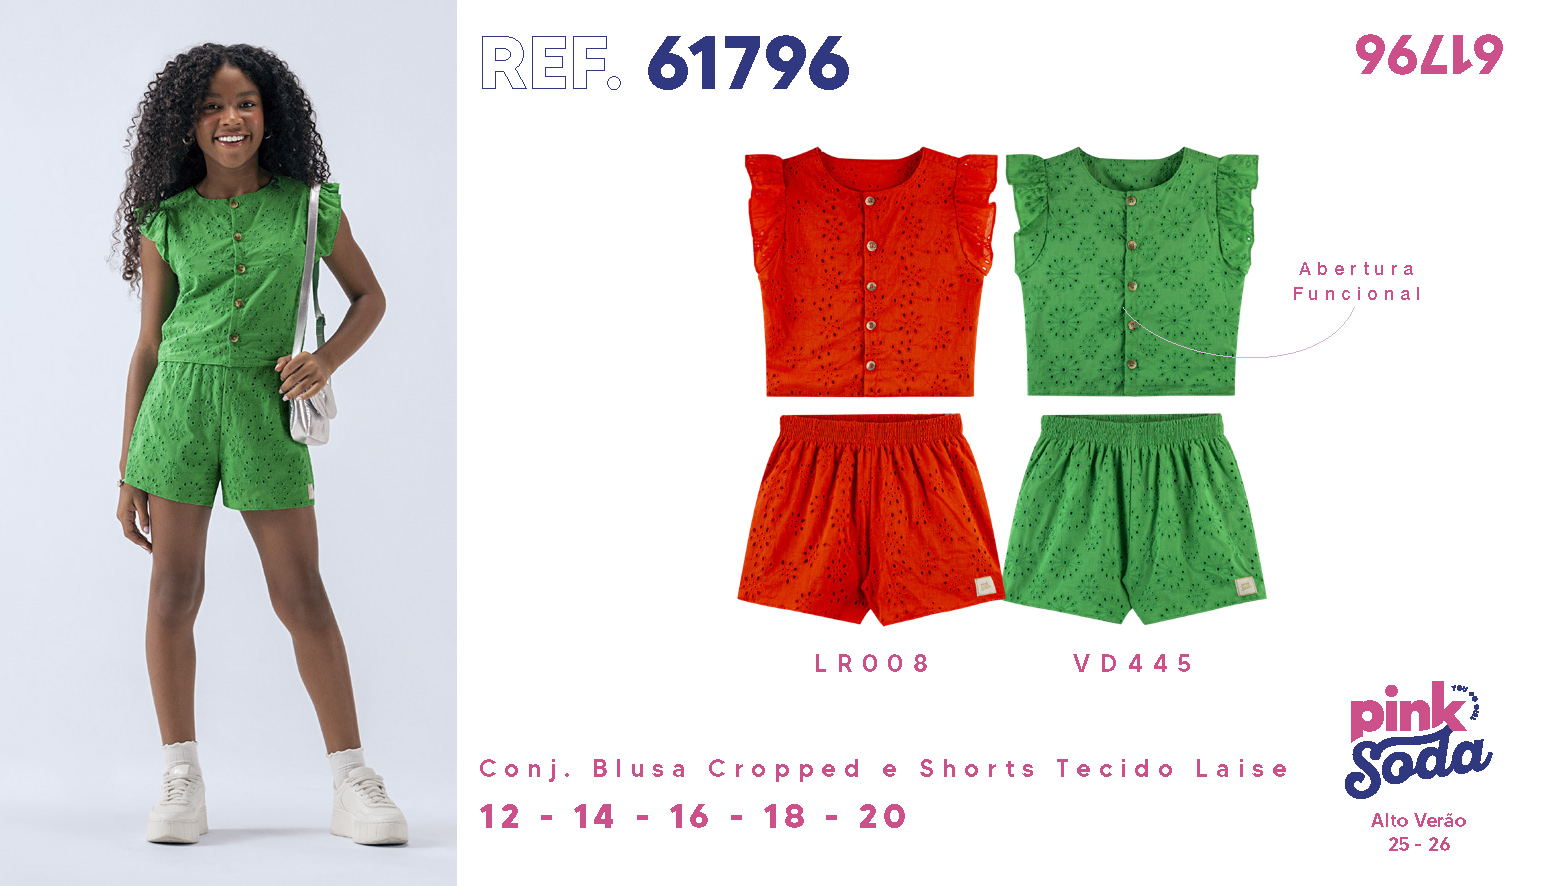 REF. 61796
61796
Abertura
Funcional
LR008
VD445
Conj. Blusa Cropped e Shorts Tecido Laise
12 - 14 - 16 - 18 - 20
pink
Soda
Alto Verão
25 - 26